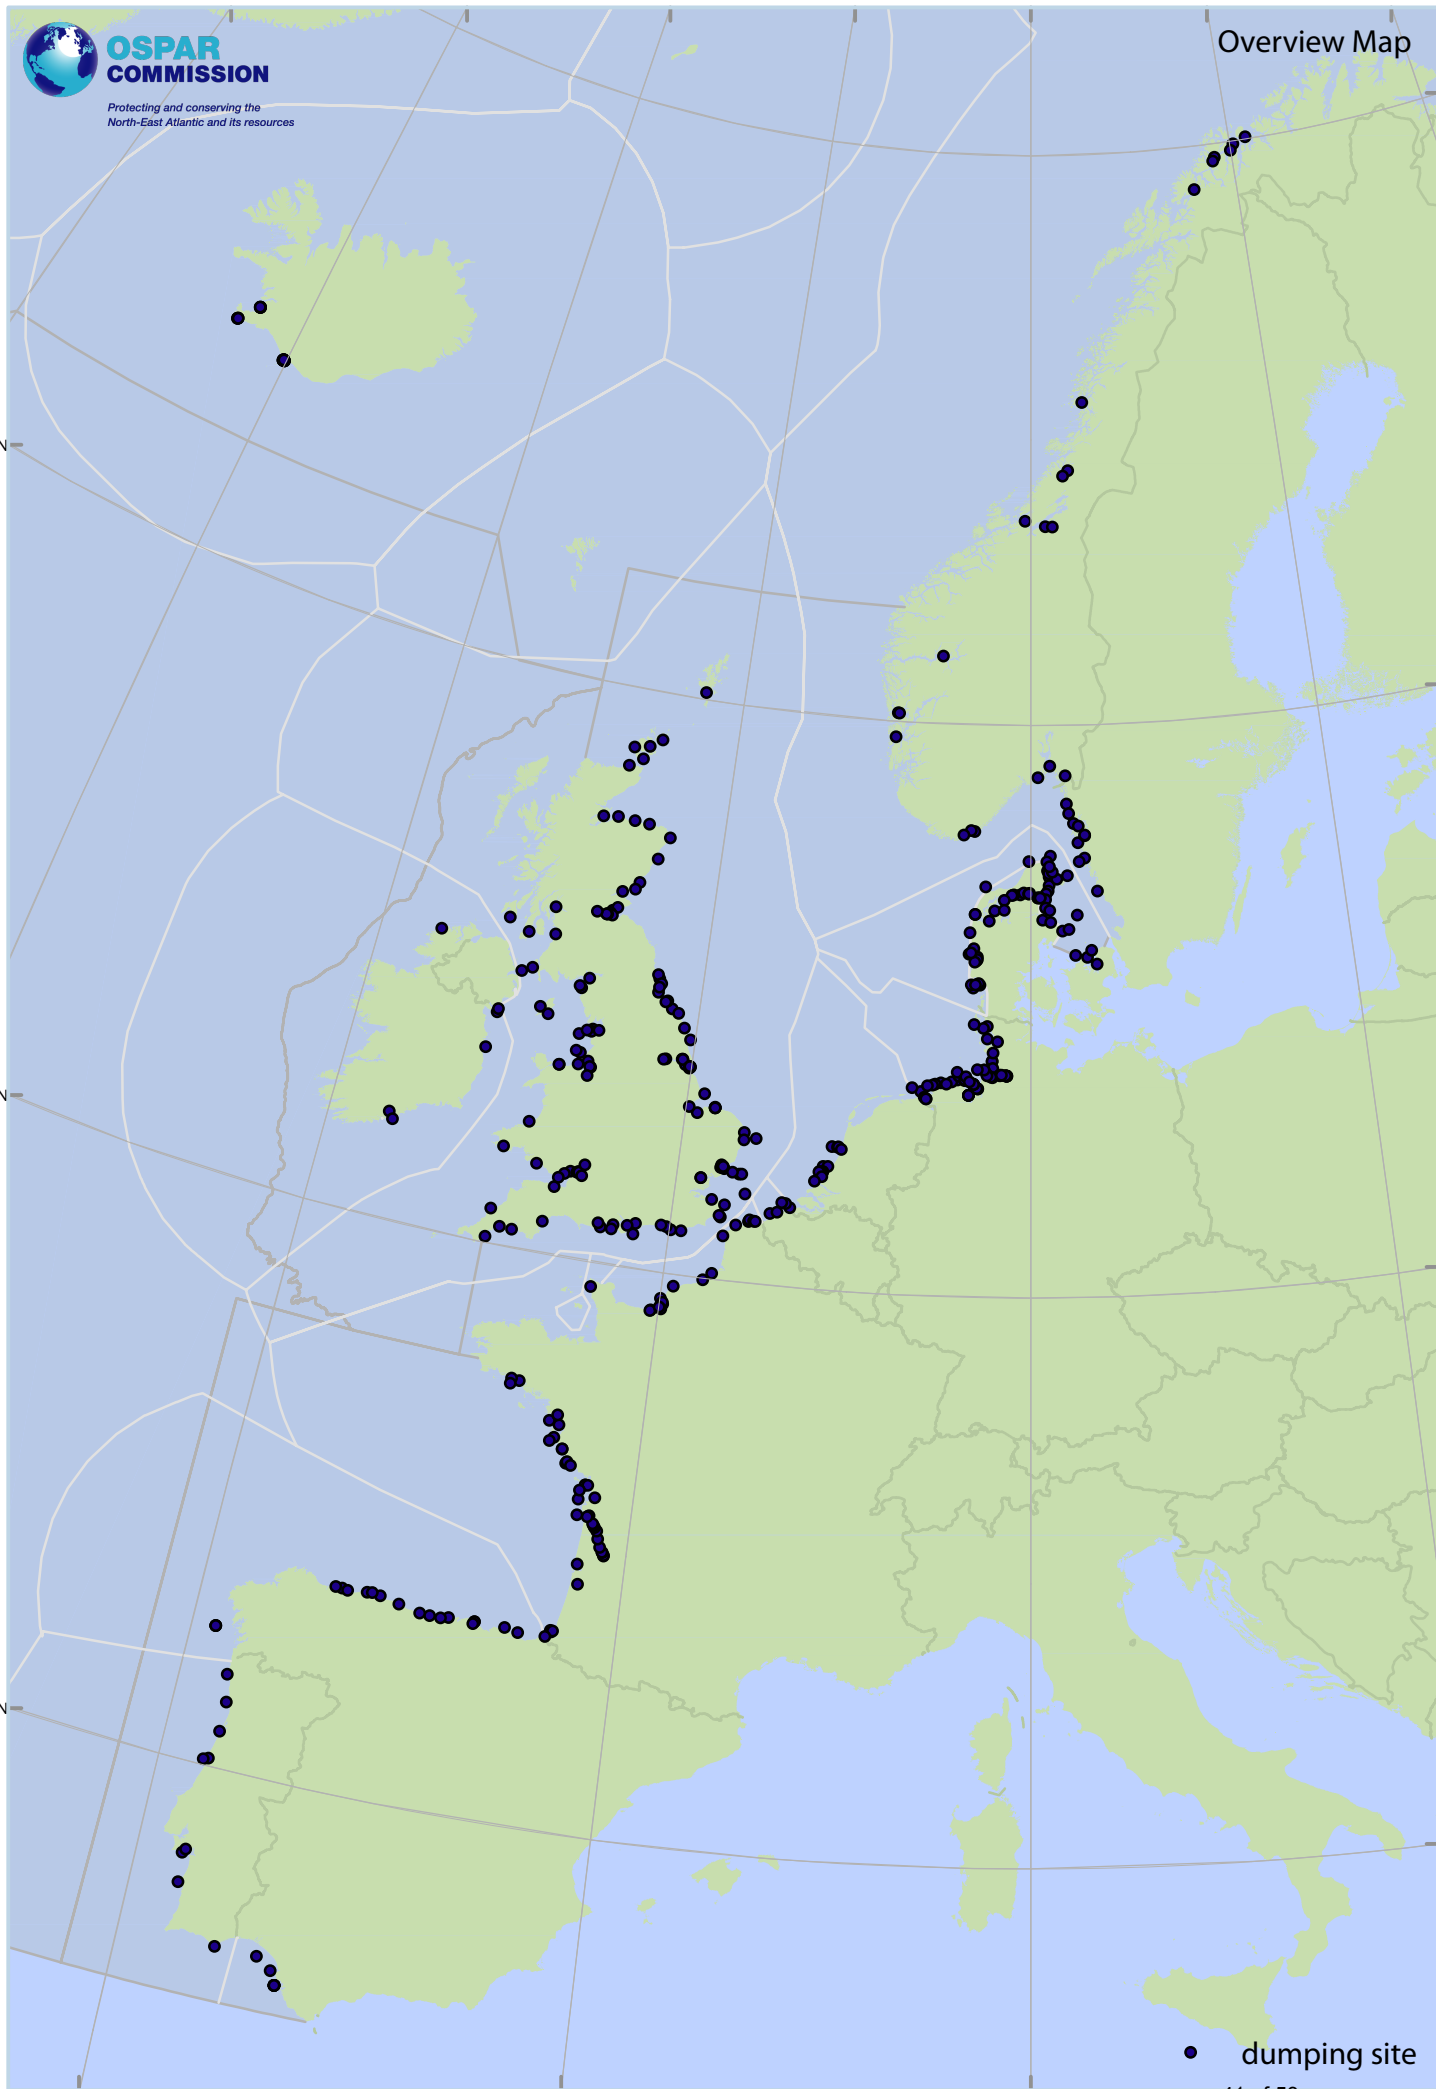 OSPAR
COMMISSION
Protecting and conserving the
North-East Atlantic and its resources
Overview Map
N
N
N
dumping site